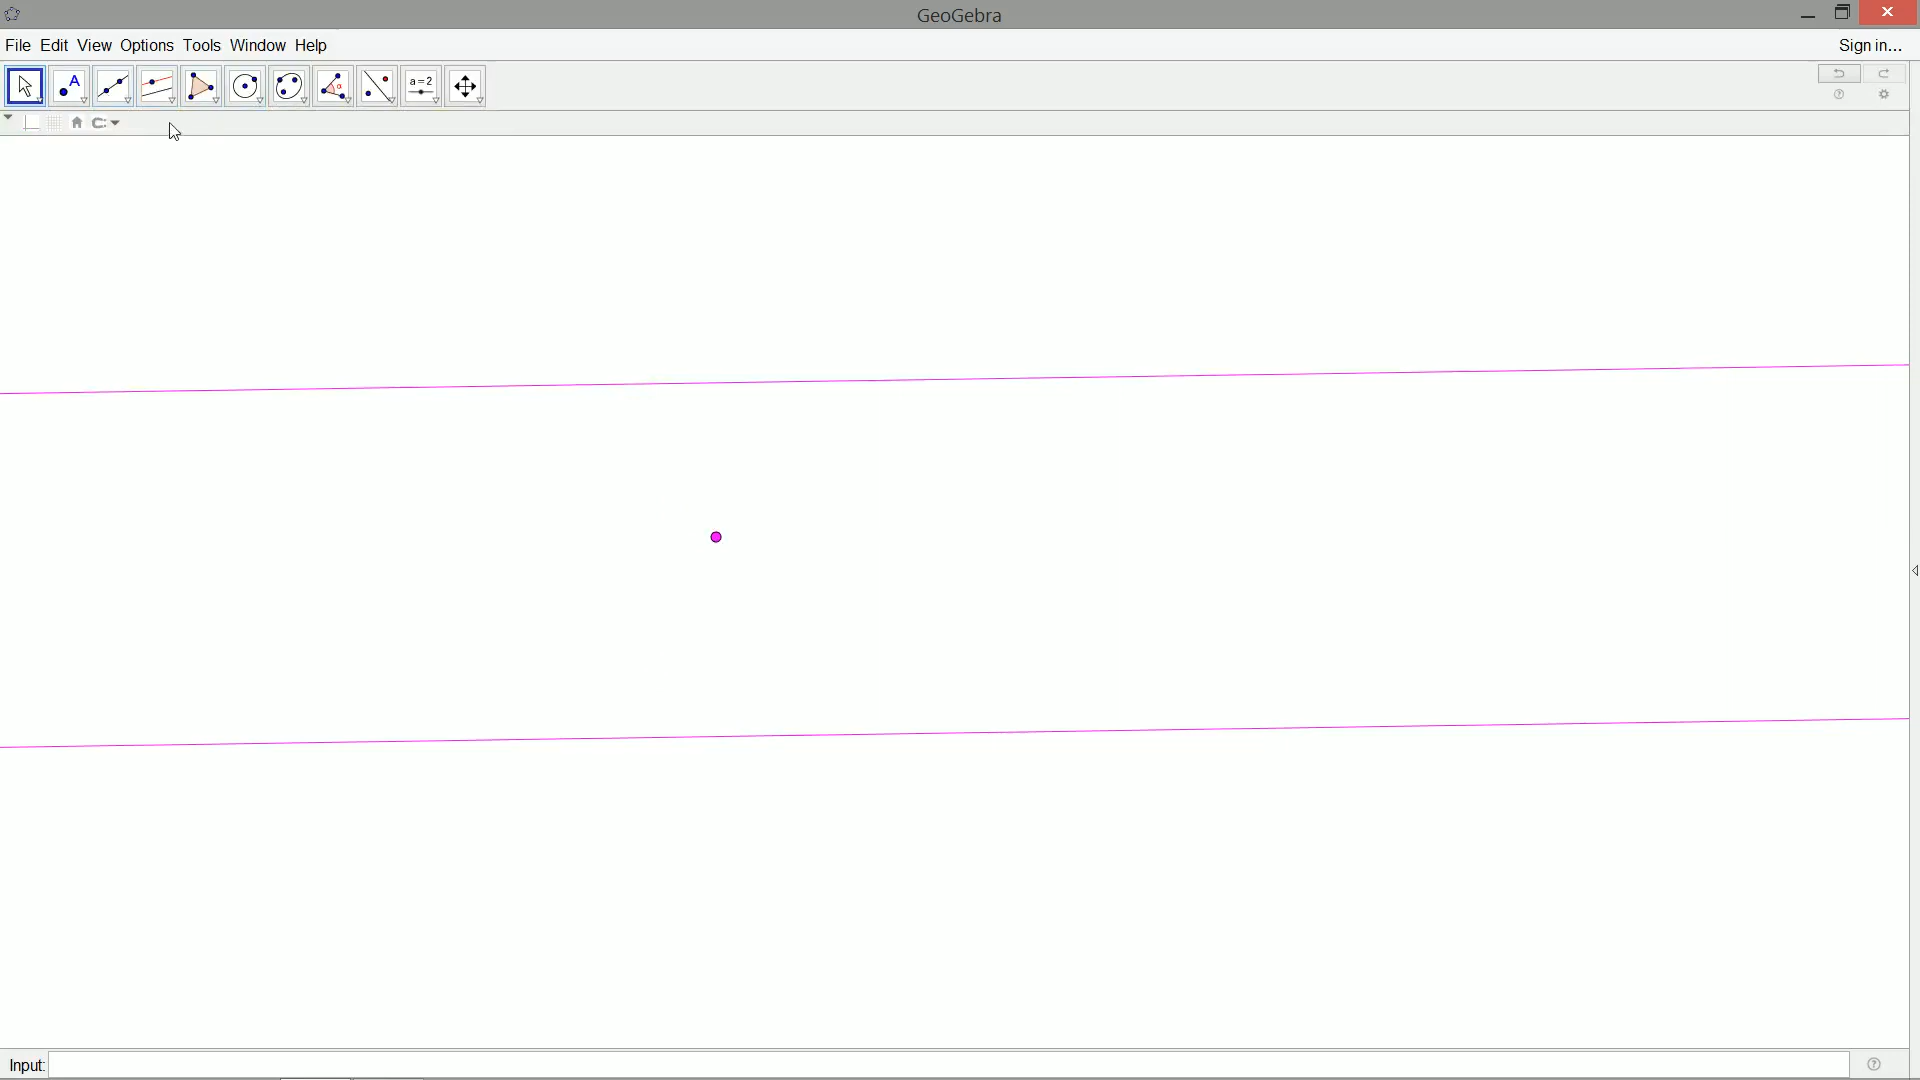 GeoGebra
File Edit View Options Tools Window Help
Sign in...
A
α
a=2
Input: